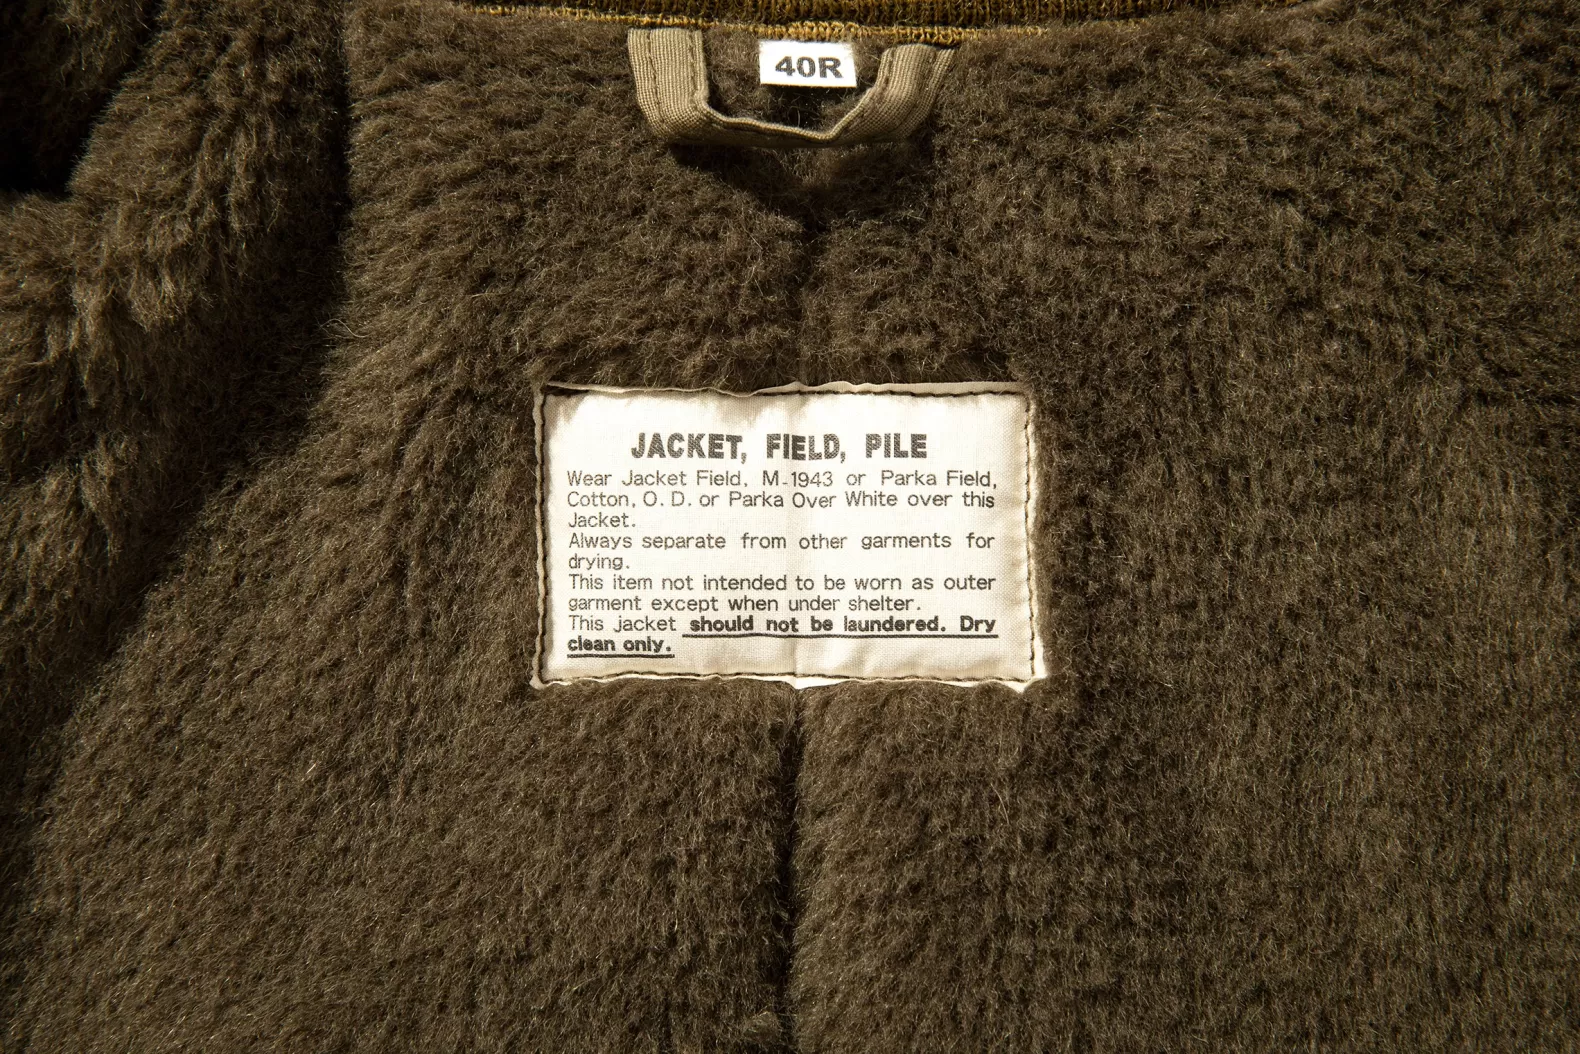 40R
JACKET, FIELD, PILE
Wear Jacket Field, M-1943 or Parka Field,
Cotton, O. D. or Parka Over White over this
Jacket.
Always separate from other garments for
drying.
This item not intended to be worn as outer
garment except when under shelter.
This jacket should not be laundered. Dry
clean only.